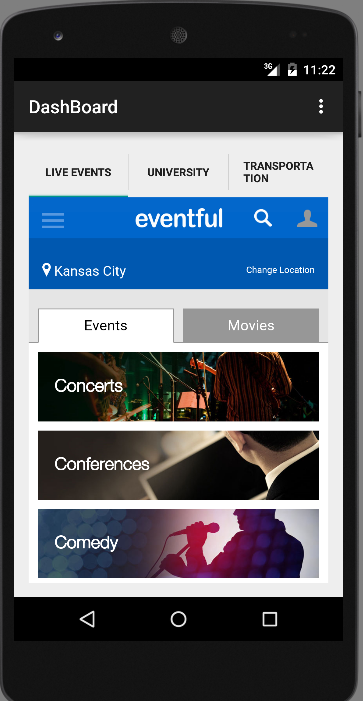 3G 11:22
DashBoard
LIVE EVENTS
UNIVERSITY
TRANSPORTA
TION
eventful
Kansas City
Change Location
Events
Movies
Concerts
Conferences
Comedy